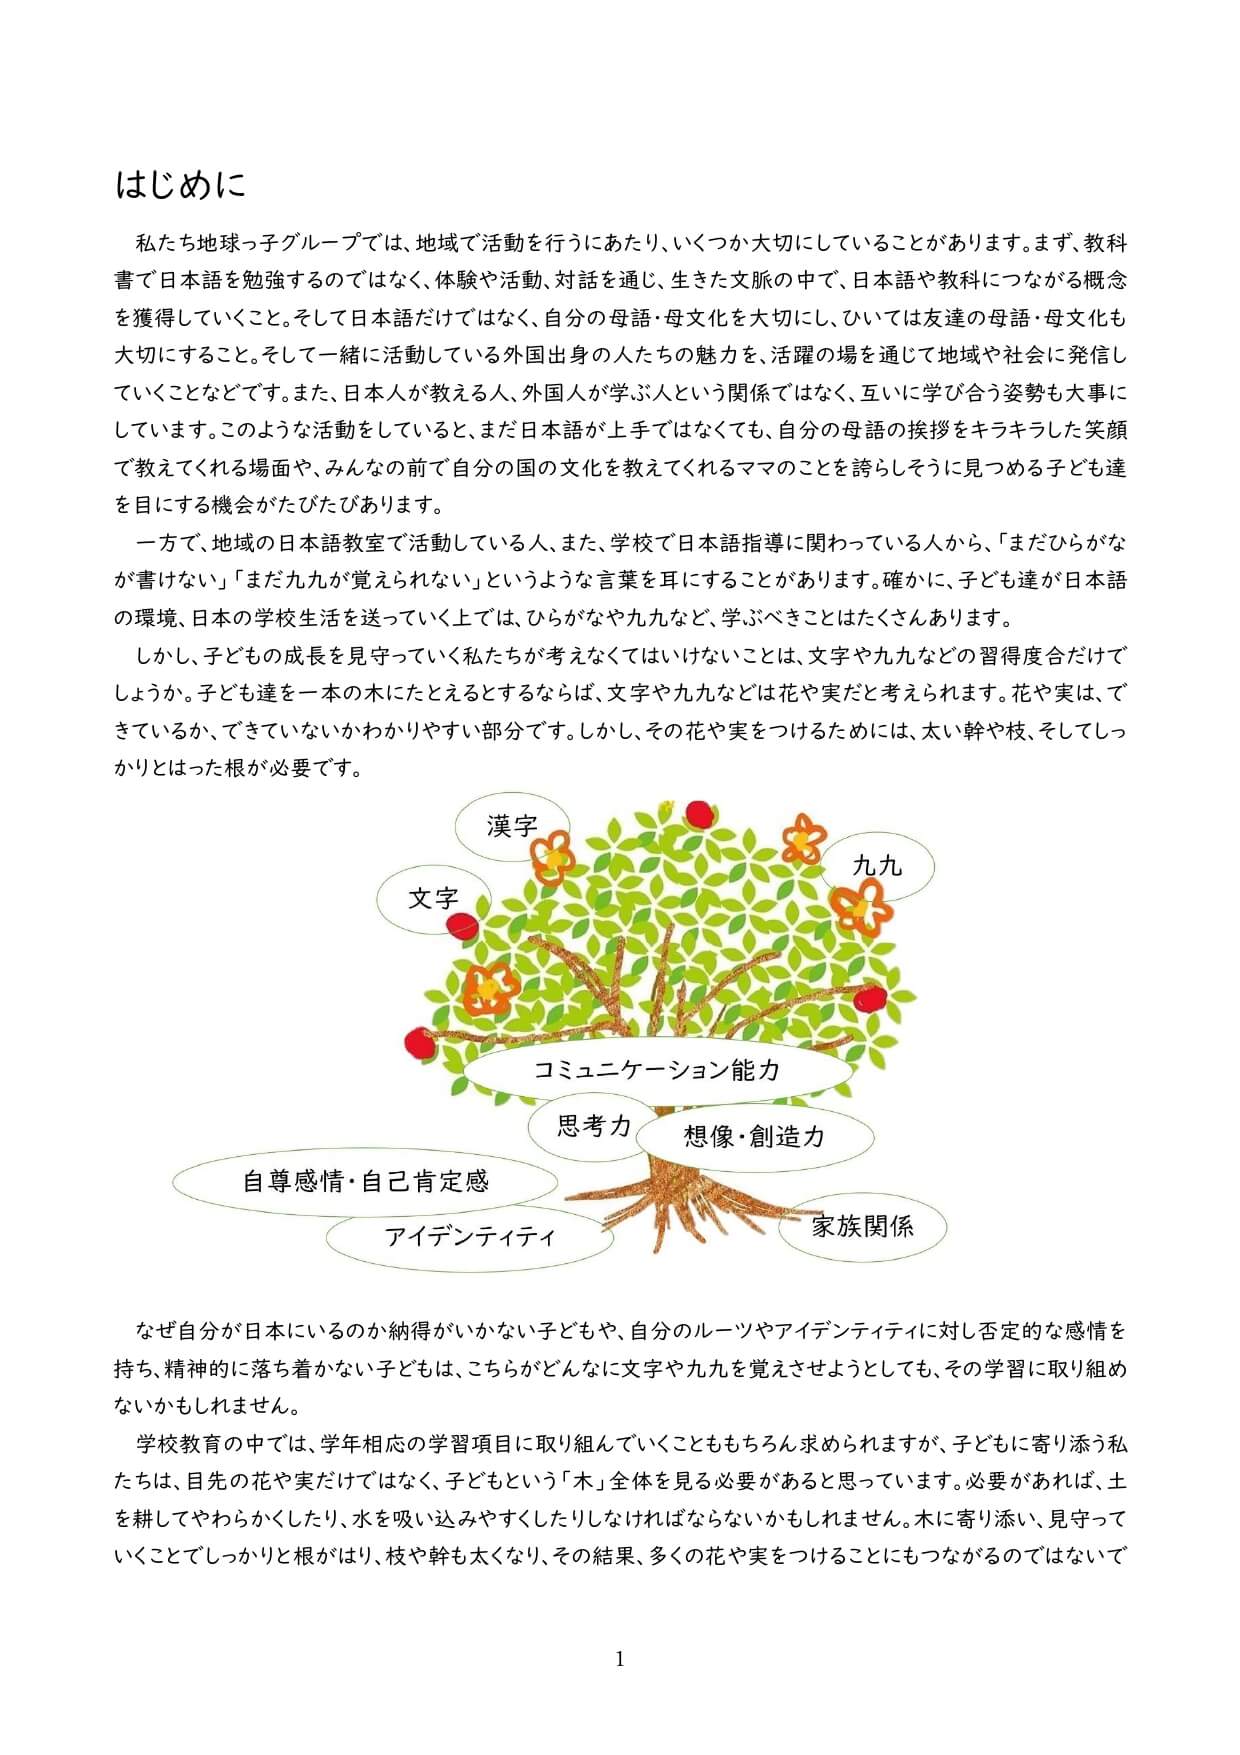 はじめに
私たち地球っ子グループでは、地域で活動を行うにあたり、いくつか大切にしていることがあります。まず、教科
書で日本語を勉強するのではなく、体験や活動、対話を通じ、生きた文脈の中で、日本語や教科につながる概念
を獲得していくこと。そして日本語だけではなく、自分の母語・母文化を大切にし、ひいては友達の母語・母文化も
大切にすること。そして一緒に活動している外国出身の人たちの魅力を、活躍の場を通じて地域や社会に発信し
ていくことなどです。また、日本人が教える人、外国人が学ぶ人という関係ではなく、互いに学び合う姿勢も大事に
しています。このような活動をしていると、まだ日本語が上手ではなくても、自分の母語の挨拶をキラキラした笑顔
で教えてくれる場面や、みんなの前で自分の国の文化を教えてくれるママのことを誇らしそうに見つめる子ども達
を目にする機会がたびたびあります。
一方で、地域の日本語教室で活動している人、また、学校で日本語指導に関わっている人から、「まだひらがな
が書けない」「まだ九九が覚えられない」というような言葉を耳にすることがあります。確かに、子ども達が日本語
の環境、日本の学校生活を送っていく上では、ひらがなや九九など、学ぶべきことはたくさんあります。
しかし、子どもの成長を見守っていく私たちが考えなくてはいけないことは、文字や九九などの習得度合だけで
しょうか。子ども達を一本の木にたとえるとするならば、文字や九九などは花や実だと考えられます。花や実は、で
きているか、できていないかわかりやすい部分です。しかし、その花や実をつけるためには、太い幹や枝、そしてしっ
かりとはった根が必要です。
漢字
九九
文字
コミュニケーション能力
思考力
想像・創造力
自尊感情・自己肯定感
家族関係
アイデンティティ
なぜ自分が日本にいるのか納得がいかない子どもや、自分のルーツやアイデンティティに対し否定的な感情を
持ち、精神的に落ち着かない子どもは、こちらがどんなに文字や九九を覚えさせようとしても、その学習に取り組め
ないかもしれません。
学校教育の中では、学年相応の学習項目に取り組んでいくことももちろん求められますが、子どもに寄り添う私
たちは、目先の花や実だけではなく、子どもという「木」全体を見る必要があると思っています。必要があれば、土
を耕してやわらかくしたり、水を吸い込みやすくしたりしなければならないかもしれません。木に寄り添い、見守って
いくことでしっかりと根がはり、枝や幹も太くなり、その結果、多くの花や実をつけることにもつながるのではないで
1